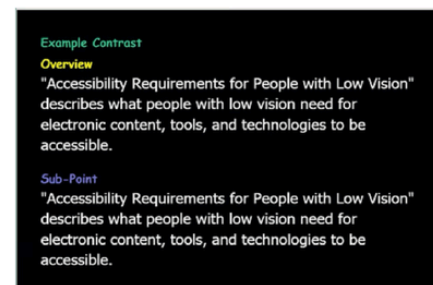 Example Contrast
Overview
"Accessibility Requirements for People with Low Vision"
describes what people with low vision need for
electronic content, tools, and technologies to be
accessible.
Sub-Point
"Accessibility Requirements for People with Low Vision"
describes what people with low vision need for
electronic content, tools, and technologies to be
accessible.